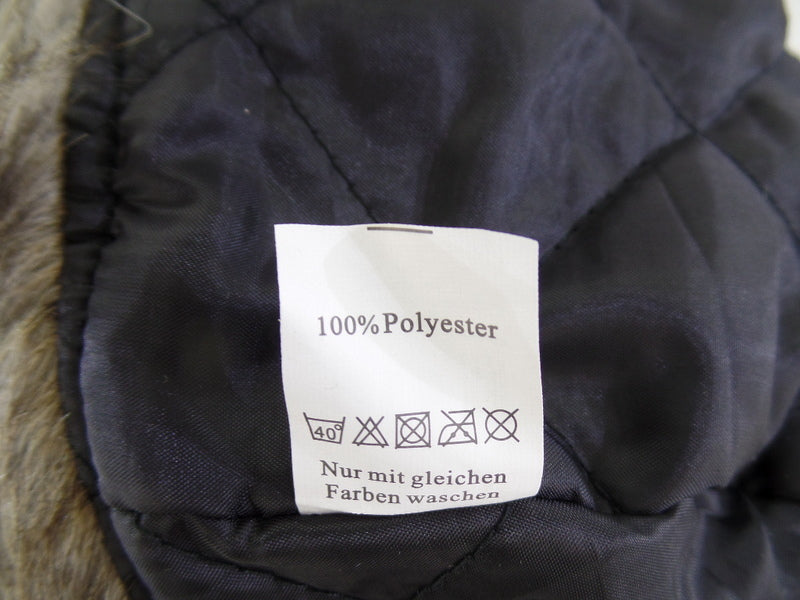 100% Polyester
40°
Nur mit gleichen
Farben waschen